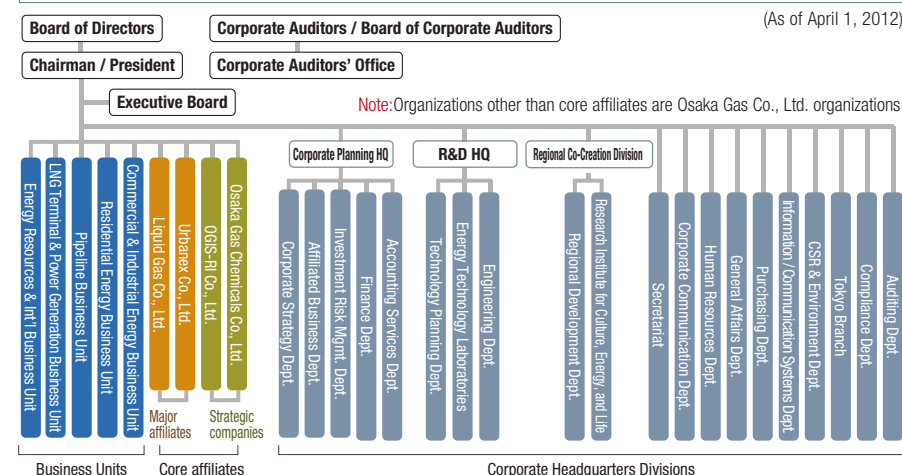 (As of April 1, 2012)
Board of Directors
Corporate Auditors / Board of Corporate Auditors
Chairman / President
Corporate Auditors' Office
Executive Board
Note:Organizations other than core affiliates are Osaka Gas Co., Ltd. organizations
Corporate Planning HQ
R&D HQ
Regional Co-Creation Division
Energy Resources & Int'l Business Unit
LNG Terminal & Power Generation Business Unit
Pipeline Business Unit
Residential Energy Business Unit
Commercial & Industrial Energy Business Unit
Liquid Gas Co., Ltd.
Urbanex Co., Ltd.
OGIS-RI Co., Ltd.
Osaka Gas Chemicals Co., Ltd.
Corporate Strategy Dept.
Affiliated Business Dept.
Investment Risk Mgmt. Dept.
Finance Dept.
Accounting Services Dept.
Technology Planning Dept.
Energy Technology Laboratories
Engineering Dept.
Regional Development Dept.
Research Institute for Culture, Energy, and Life
Secretariat
Corporate Communication Dept.
Human Resources Dept.
General Affairs Dept.
Purchasing Dept.
Information / Communication Systems Dept.
CSR & Environment Dept.
Tokyo Branch
Compliance Dept.
Auditing Dept.
Major
affiliates
Strategic
companies
Business Units
Core affiliates
Corporate Headquarters Divisions